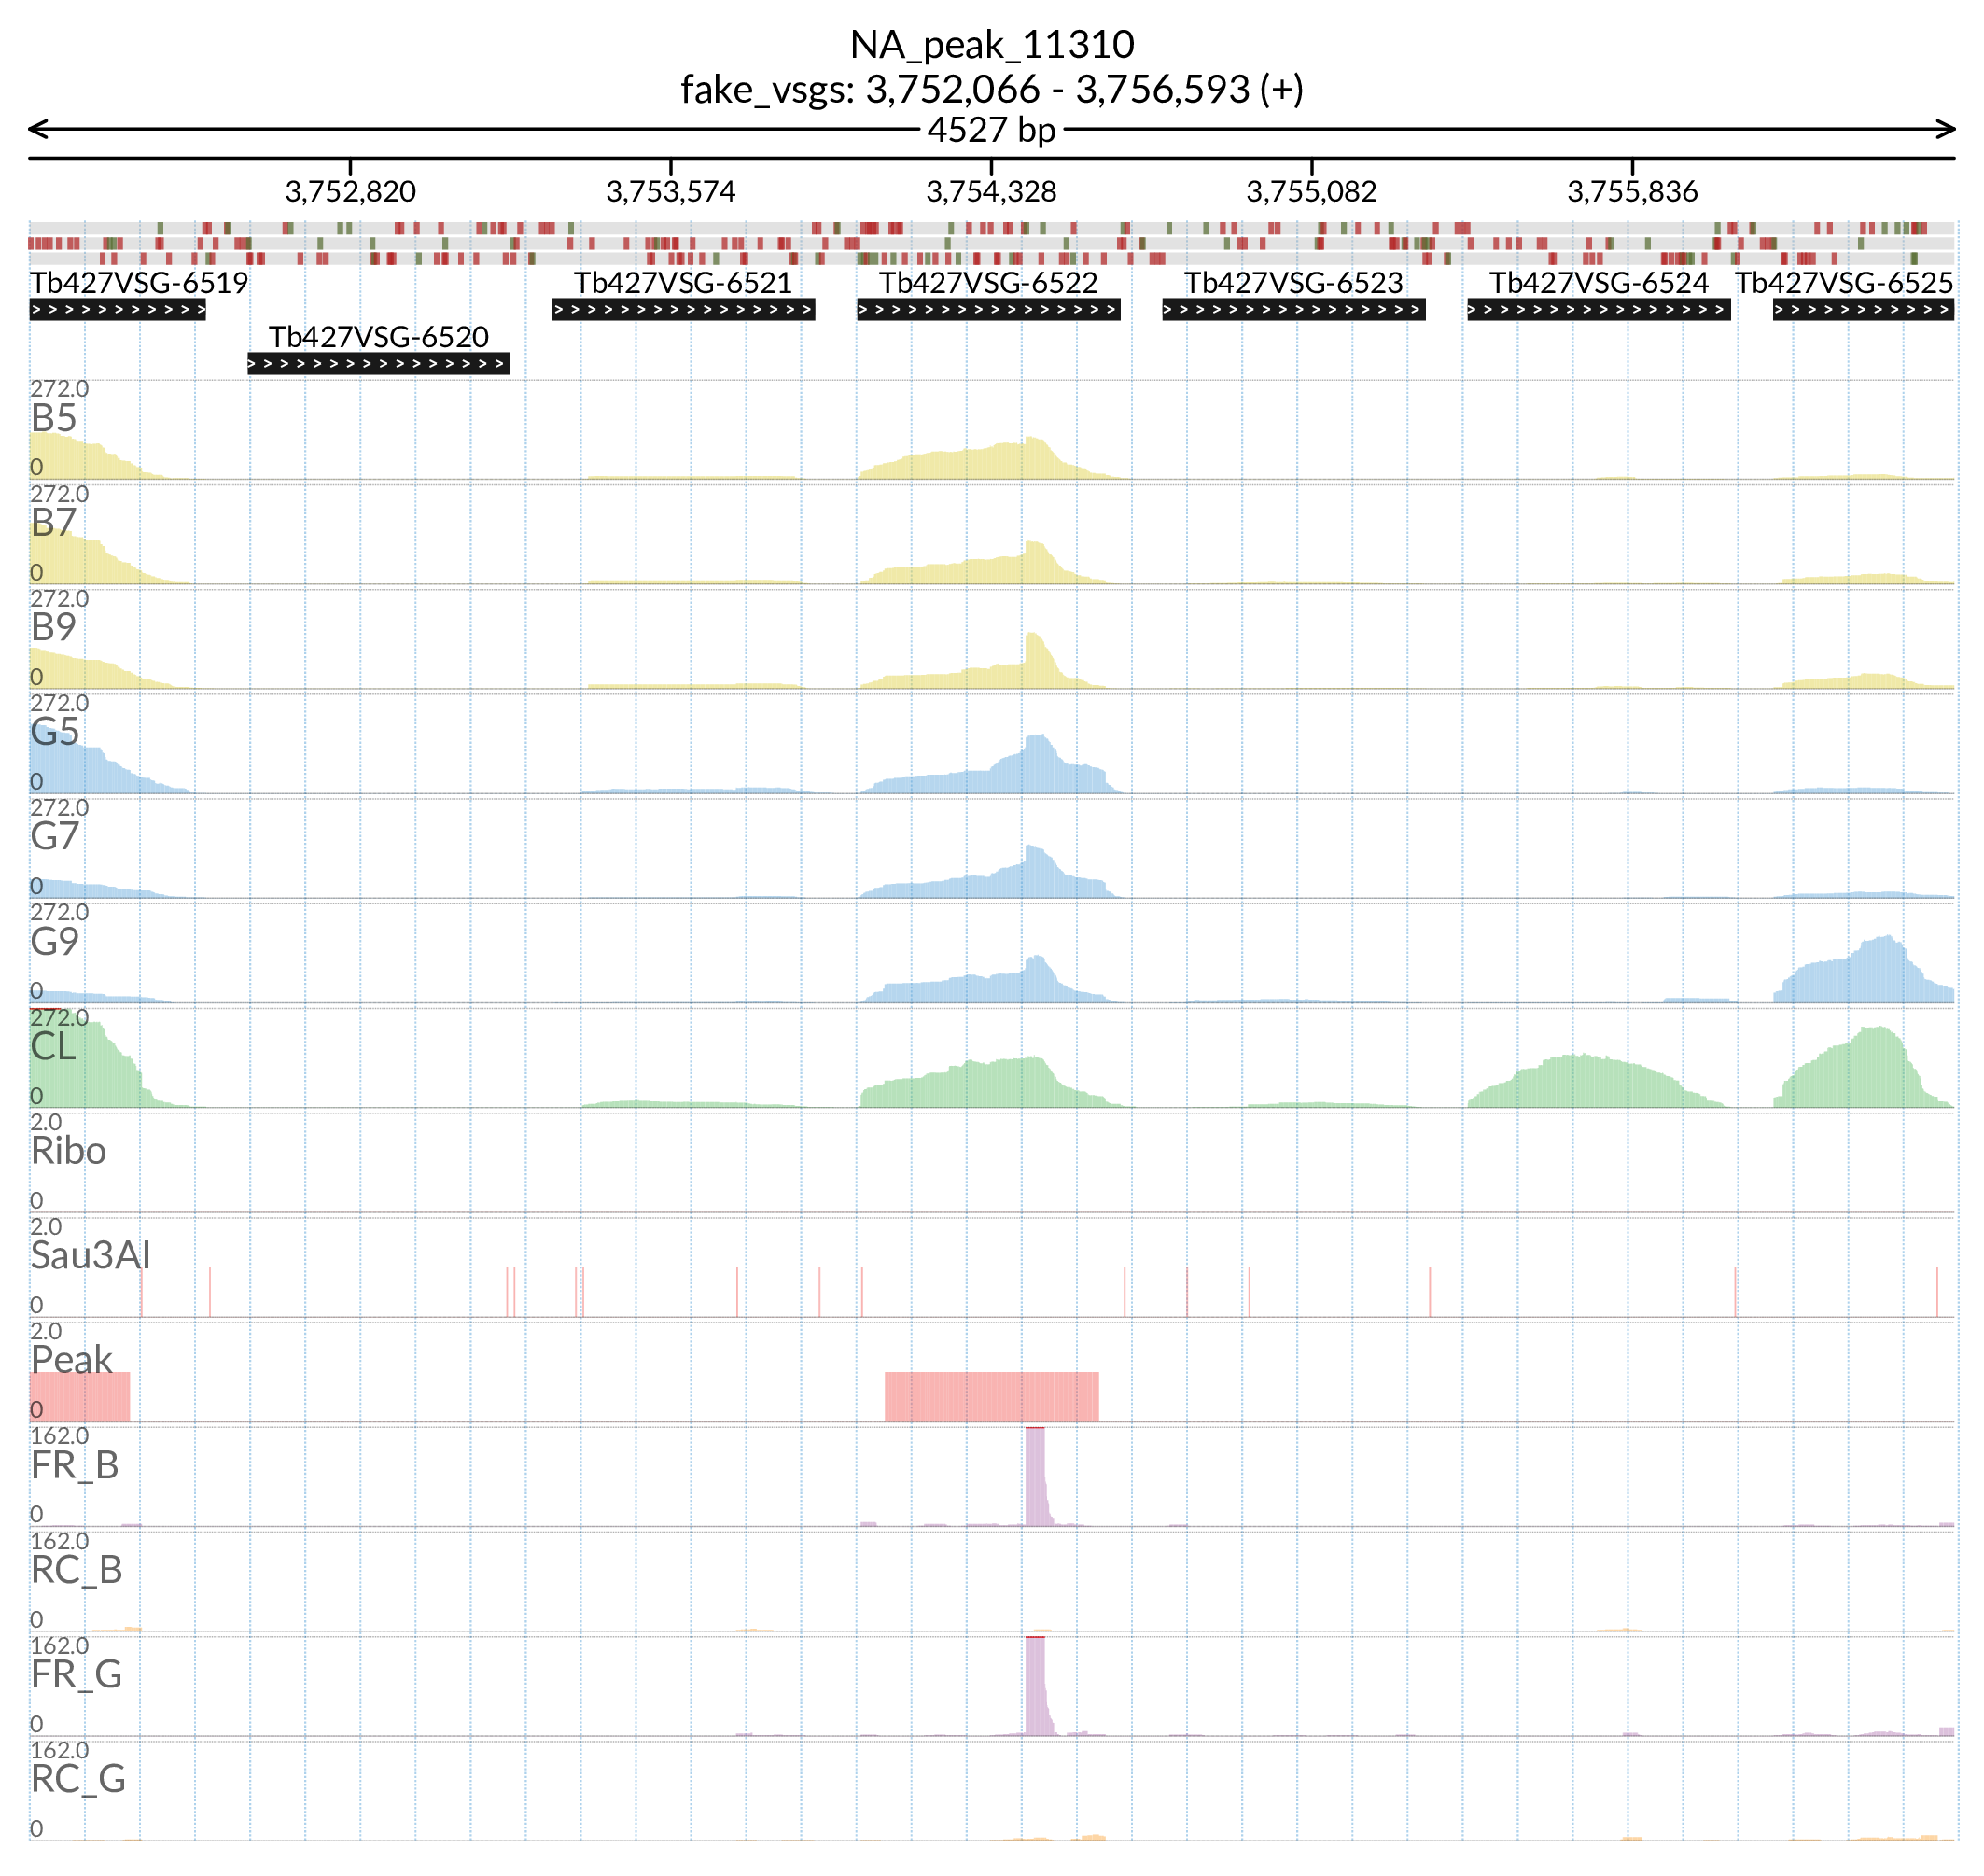 NA_peak_11310
fake_vsgs: 3,752,066 - 3,756,593 (+)
4527 bp
3,752,820 3,753,574 3,754,328 3,755,082 3,755,836
Tb427VSG-6519 Tb427VSG-6521 Tb427VSG-6522 Tb427VSG-6523 Tb427VSG-6524 Tb427VSG-6525
Tb427VSG-6520
272.0
B5
0
272.0
B7
0
272.0
B9
0
272.0
G5
0
272.0
G7
0
272.0
G9
0
272.0
CL
0
2.0
Ribo
0
2.0
Sau3AI
0
2.0
Peak
0
162.0
FR_B
0
162.0
RC_B
0
162.0
FR_G
0
162.0
RC_G
0